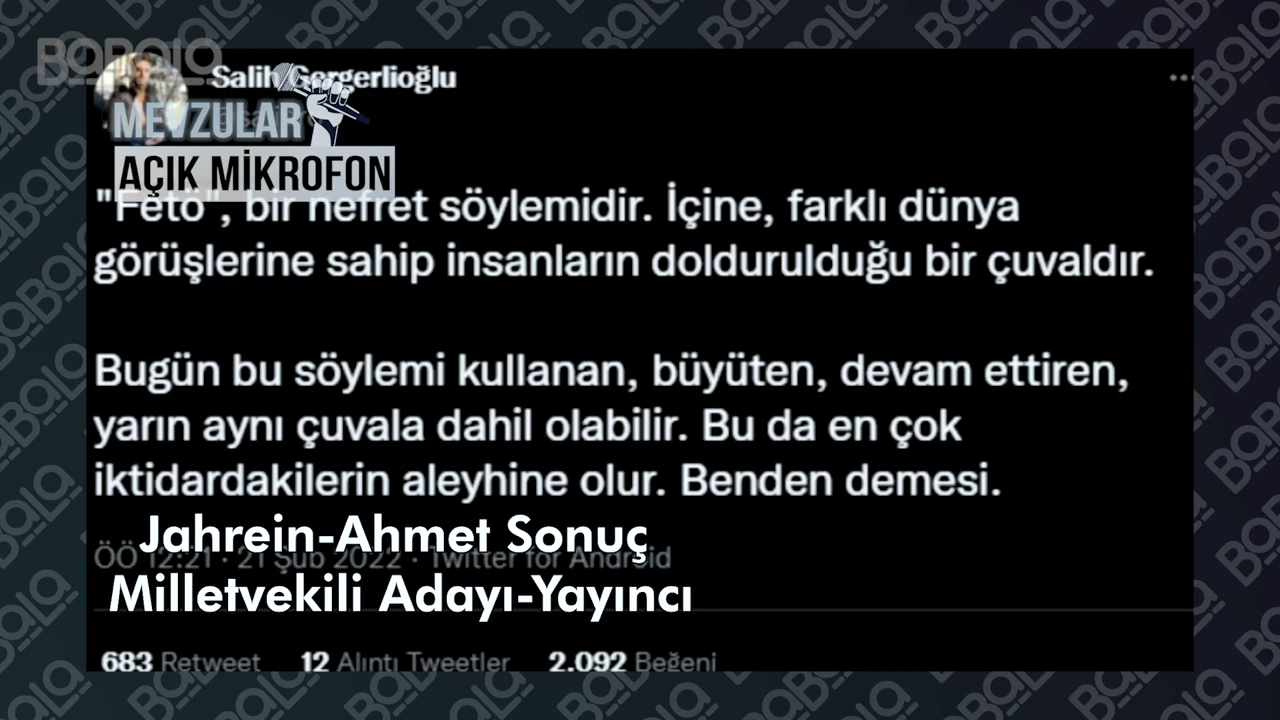 BaBaLa
Salih Gergerlioğlu
MEVZULAR
AÇIK MİKROFON
"Fetö", bir nefret söylemidir. İçine, farklı dünya
görüşlerine sahip insanların doldurulduğu bir çuvaldır.
Bugün bu söylemi kullanan, büyüten, devam ettiren,
yarın aynı çuvala dahil olabilir. Bu da en çok
iktidardakilerin aleyhine olur. Benden demesi.
Jahrein-Ahmet Sonuç
ÖÖ 12:21 · 21 Şub 2022 · Twitter for Android
Milletvekili Adayı-Yayıncı
683 Retweet 12 Alıntı Tweetler 2.092 Beğeni